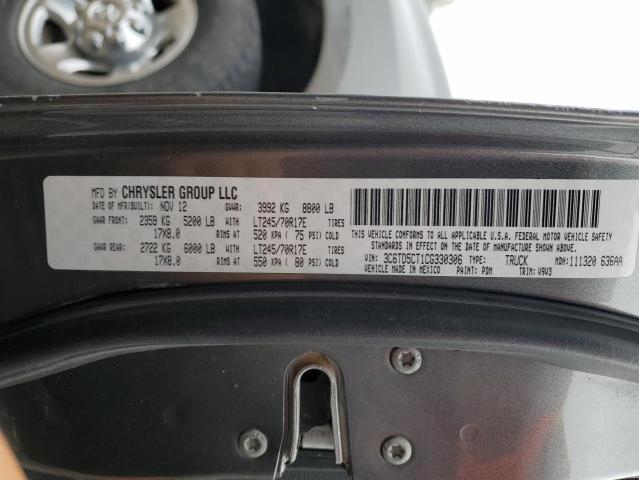 MFD BY CHRYSLER GROUP LLC
DATE OF MFR(BUILT): NOV 12 GVWR: 3992 KG 8800 LB
GAWR FRONT: 2359 KG 5200 LB WITH LT245/70R17E TIRES
17X8.0 RIMS AT 520 KPA ( 75 PSI) COLD
GAWR REAR: 2722 KG 6000 LB WITH LT245/70R17E TIRES
17X8.0 RIMS AT 550 KPA ( 80 PSI) COLD
THIS VEHICLE CONFORMS TO ALL APPLICABLE U.S.A. FEDERAL MOTOR VEHICLE SAFETY
STANDARDS IN EFFECT ON THE DATE OF MANUFACTURE SHOWN ABOVE.
VIN: 3C6TD5CT1CG330306 TYPE: TRUCK MDH: 111320 636AA
VEHICLE MADE IN MEXICO PAINT: PDM TRIM: V9V3